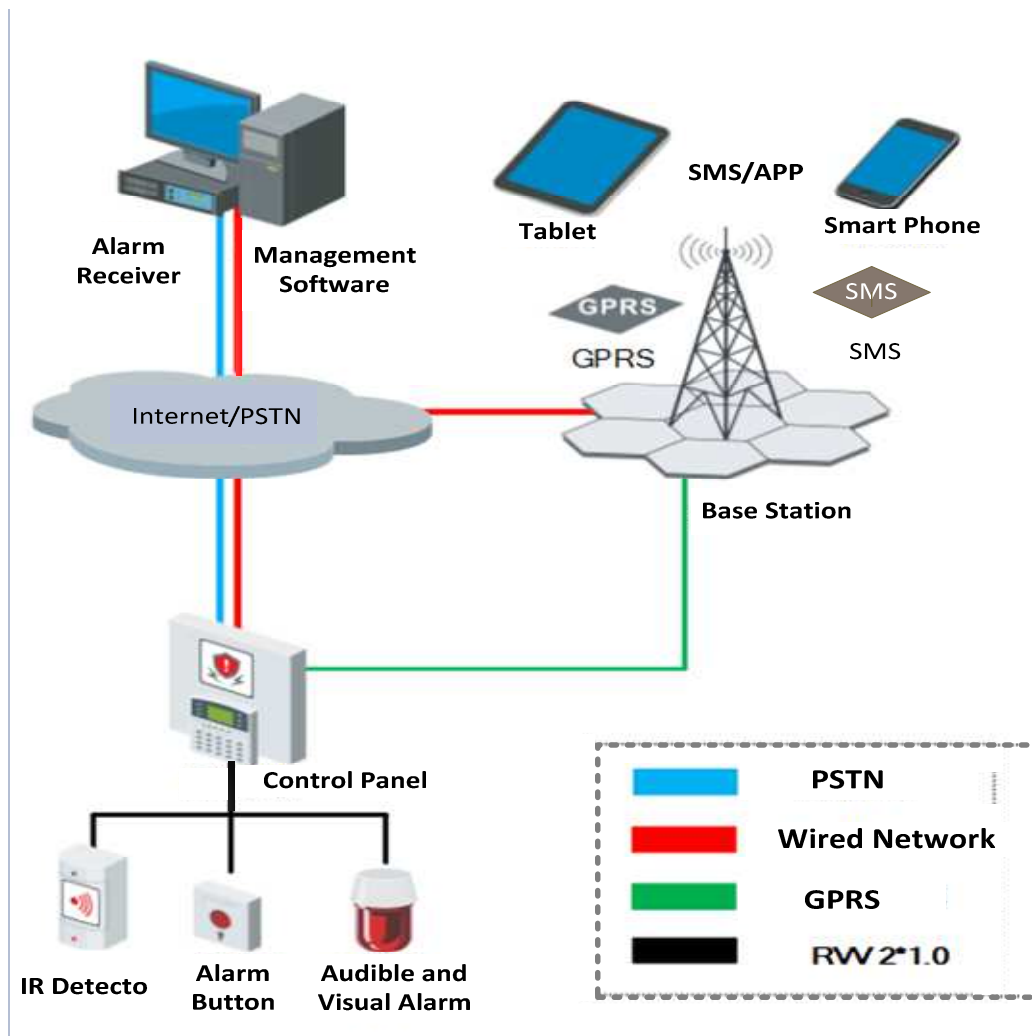 SMS/APP
Tablet
Smart Phone
Alarm
Receiver
Management
Software
GPRS
GPRS
SMS
SMS
Internet/PSTN
Base Station
Control Panel
IR Detecto
Alarm
Button
Audible and
Visual Alarm
PSTN
Wired Network
GPRS
RVV 2*1.0